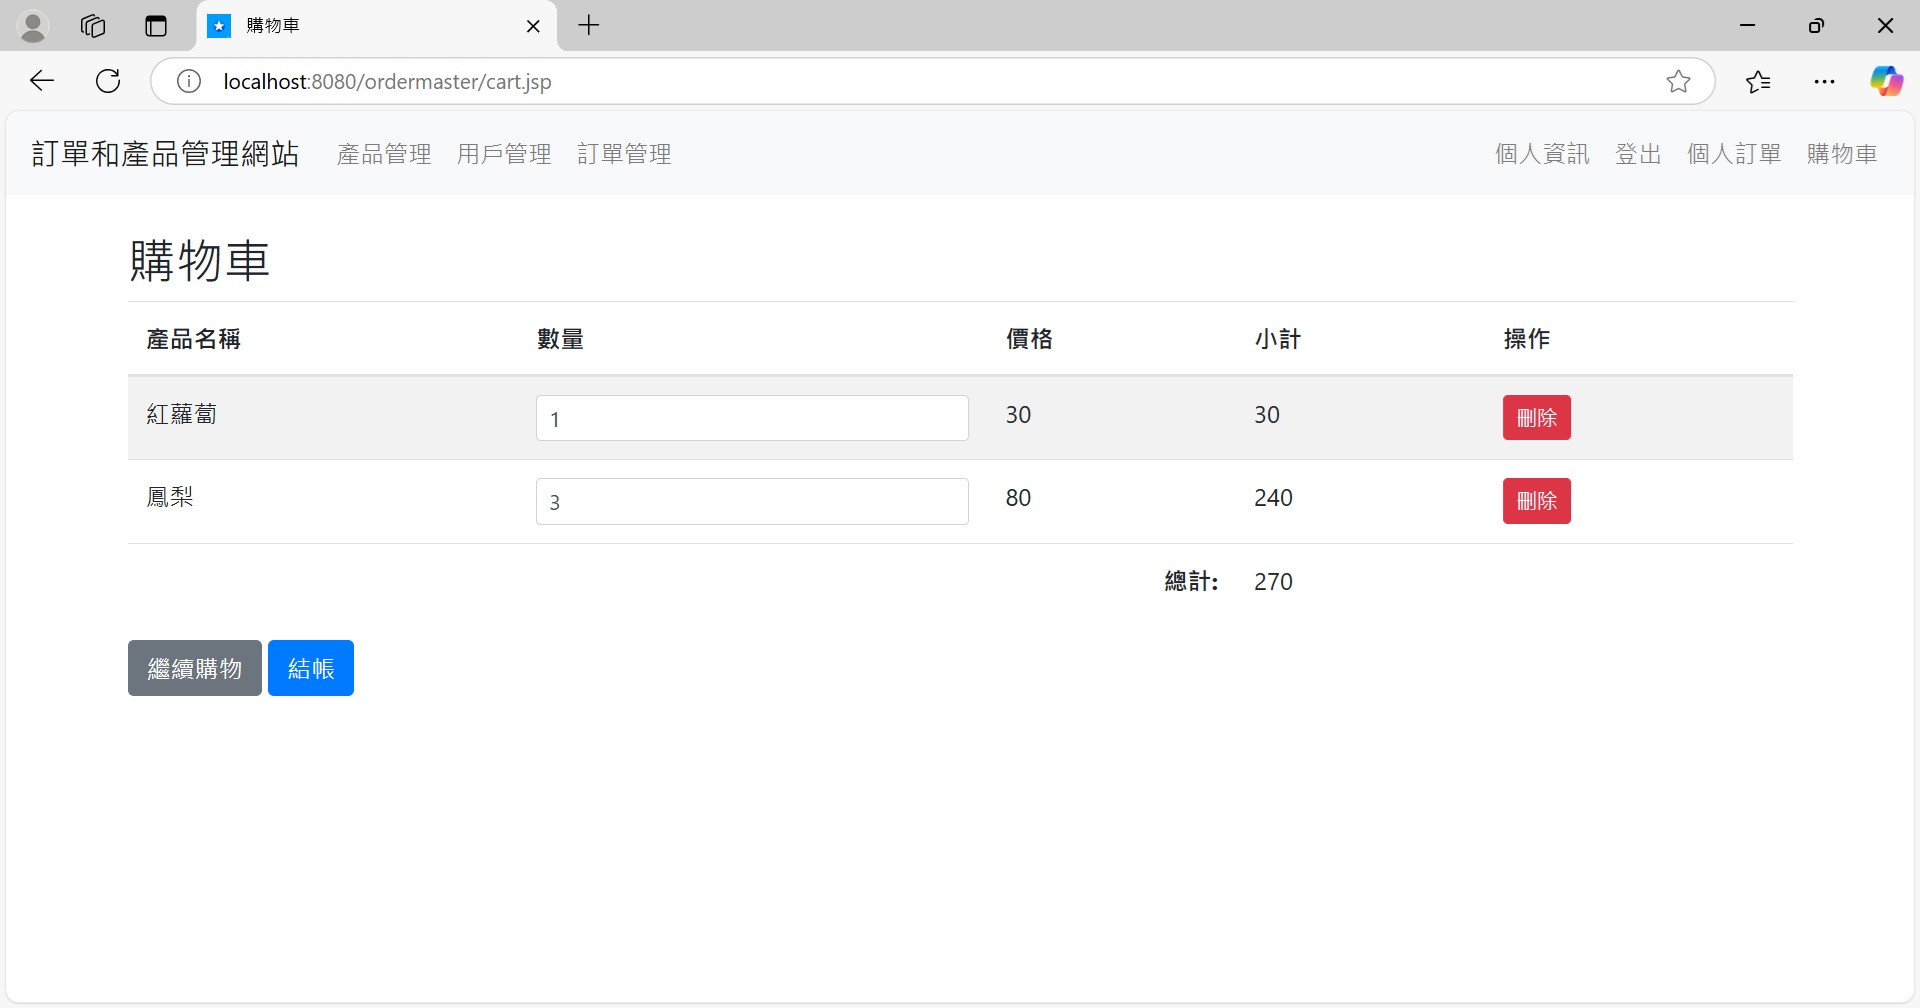 購物車
localhost:8080/ordermaster/cart.jsp
訂單和產品管理網站 產品管理 用戶管理 訂單管理 個人資訊 登出 個人訂單 購物車
購物車
產品名稱 數量 價格 小計 操作
紅蘿蔔 1 30 30 刪除
鳳梨 3 80 240 刪除
總計: 270
繼續購物 結帳